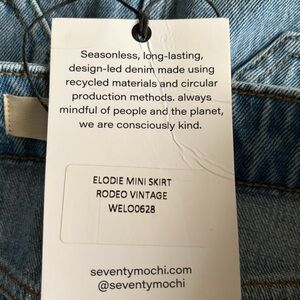 Seasonless, long-lasting,
design-led denim made using
recycled materials and circular
production methods. always
mindful of people and the planet,
we are consciously kind.
ELODIE MINI SKIRT
RODEO VINTAGE
WELO0628
seventymochi.com
@seventymochi